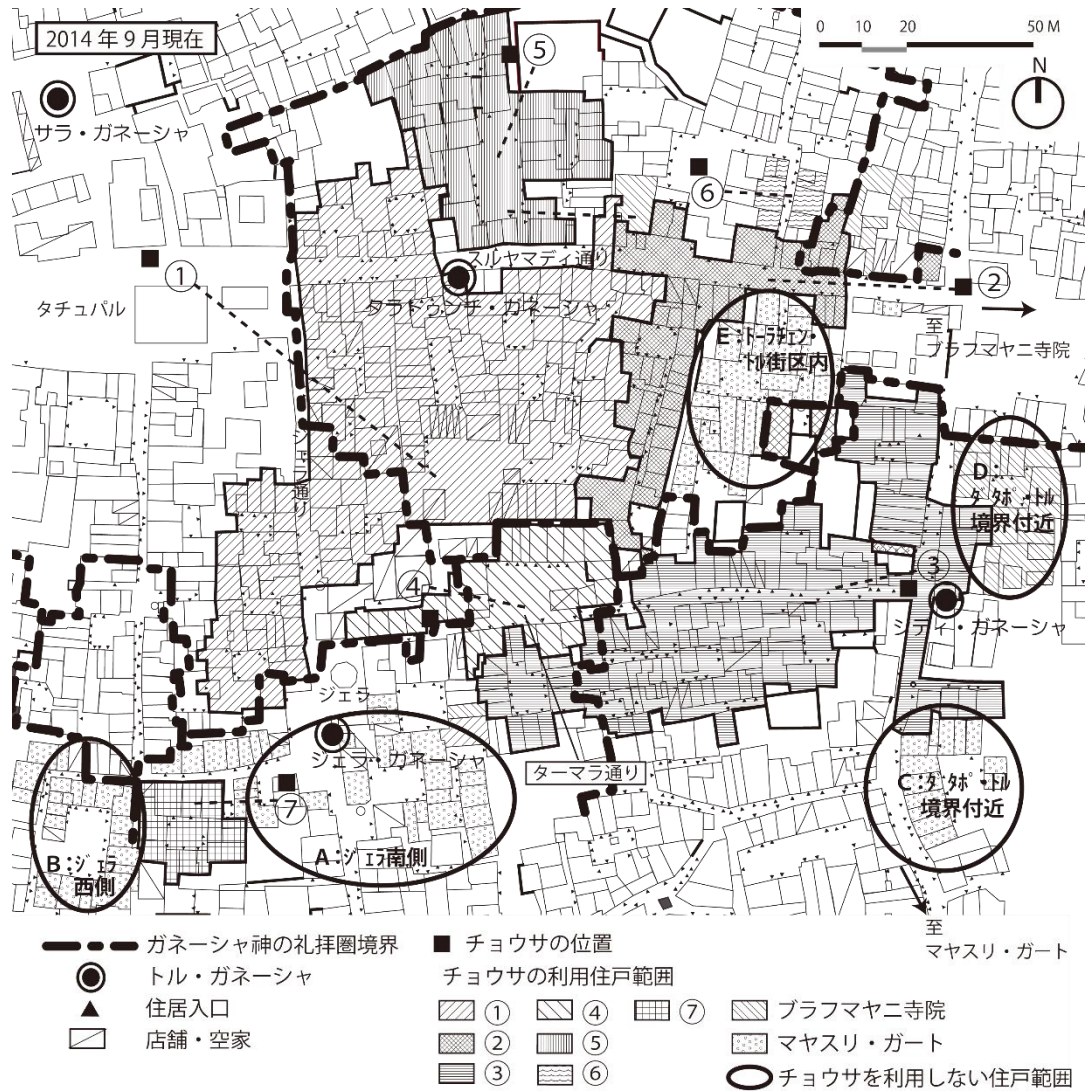 2014年9月現在
0 10 20 50 M
N
サラ・ガネーシャ
⑤
⑥
①
スルヤマディ通り
②
タチュパル
タラドゥンチ・ガネーシャ
至
ブラフマヤニ寺院
E：トーラチェン・
トル街区内
ジェラ通り
D：
ダタポ・トル
境界付近
④
③
シディ・ガネーシャ
ジェラ
ジェラ・ガネーシャ
ターマラ通り
⑦
B：ジェラ
西側
A：ジェラ南側
C：ダタポ・トル
境界付近
至
マヤスリ・ガート
ガネーシャ神の礼拝圏境界
トル・ガネーシャ
住居入口
店舗・空家
チョウサの位置
チョウサの利用住戸範囲
① ④ ⑦ ブラフマヤニ寺院
② ⑤ マヤスリ・ガート
③ ⑥ チョウサを利用しない住戸範囲